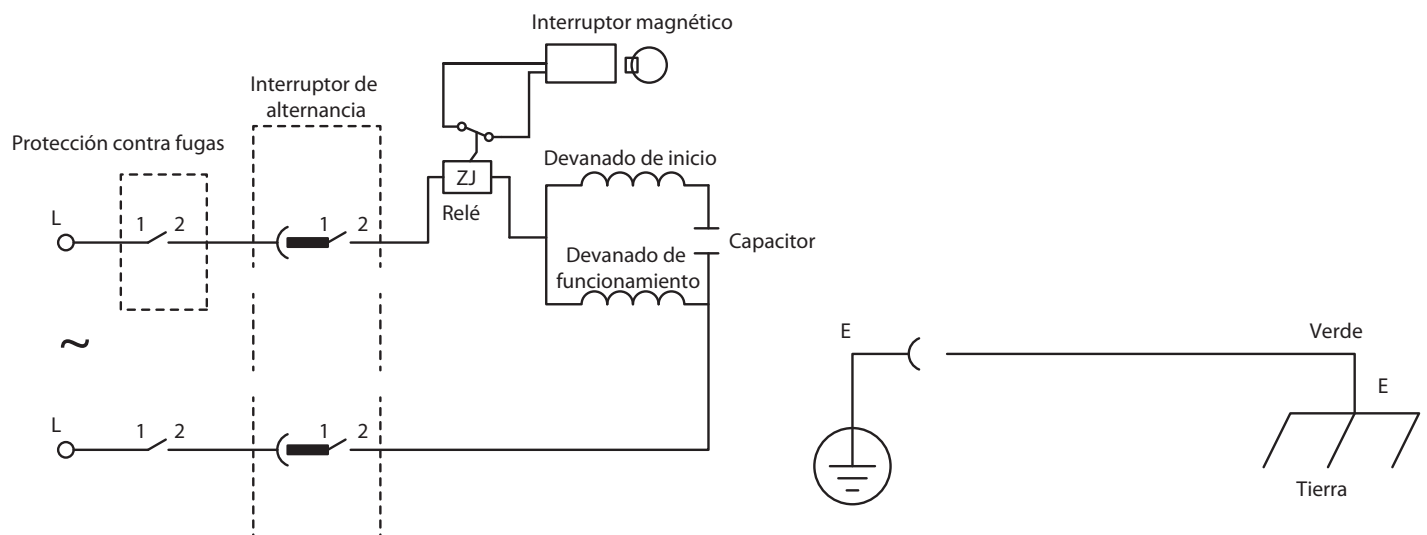 Interruptor magnético
Interruptor de
alternancia
Protección contra fugas
ZJ
Relé
Devanado de inicio
L
1 2
1 2
Capacitor
Devanado de
funcionamiento
~
E
Verde
E
L
1 2
1 2
Tierra